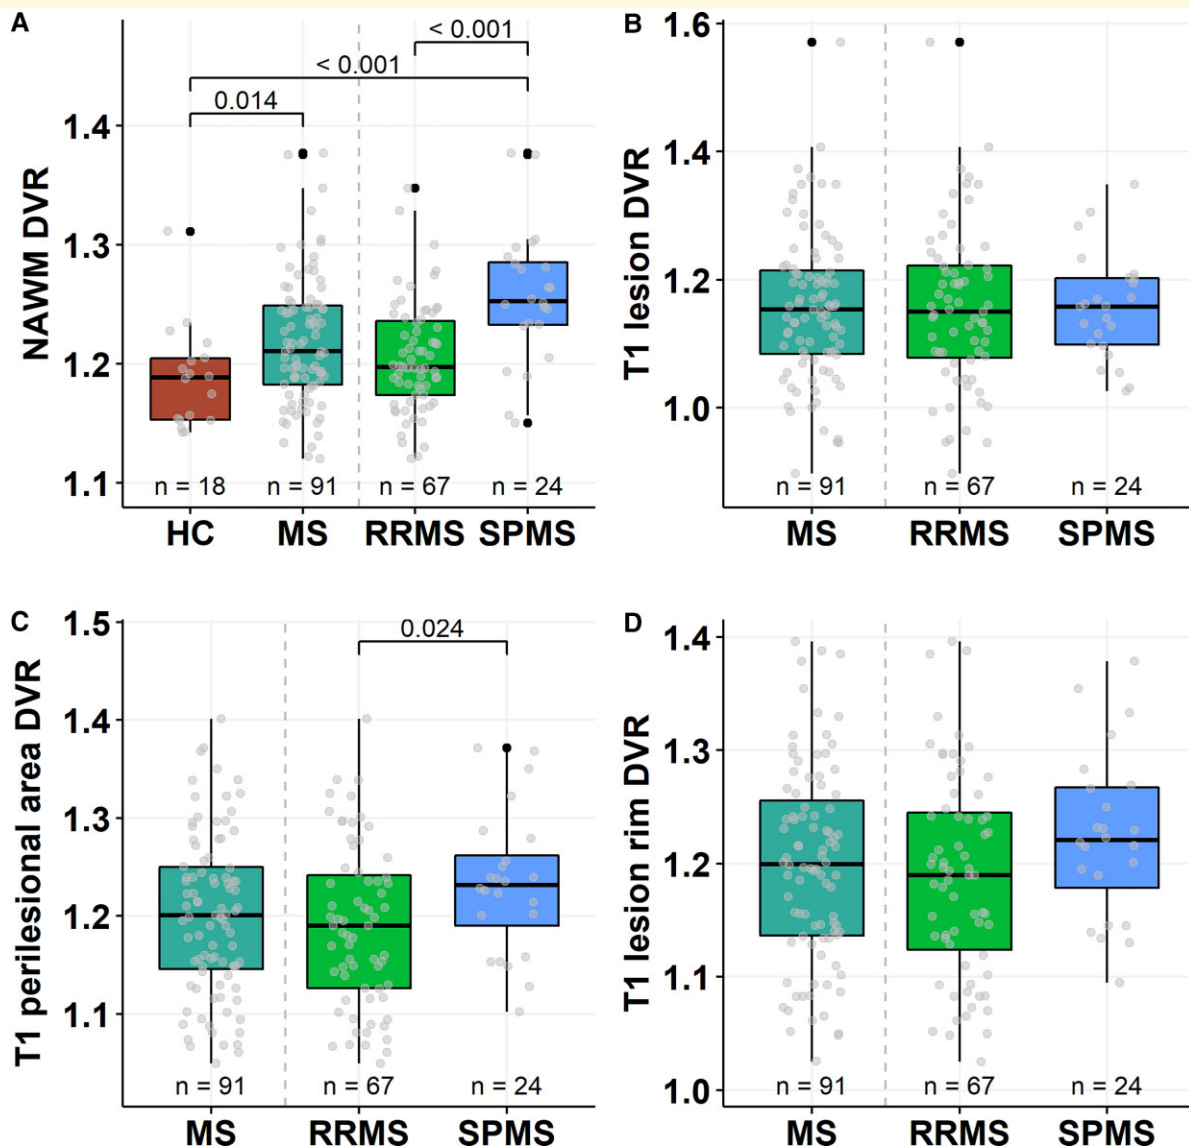 A
NAWM DVR
1.4
1.3
1.2
1.1
< 0.001
< 0.001
0.014
n = 18 n = 91 n = 67 n = 24
HC MS RRMS SPMS
B
T1 lesion DVR
1.6
1.4
1.2
1.0
n = 91 n = 67 n = 24
MS RRMS SPMS
C
T1 perilesional area DVR
1.5
1.4
1.3
1.2
1.1
0.024
n = 91 n = 67 n = 24
MS RRMS SPMS
D
T1 lesion rim DVR
1.4
1.3
1.2
1.1
1.0
n = 91 n = 67 n = 24
MS RRMS SPMS